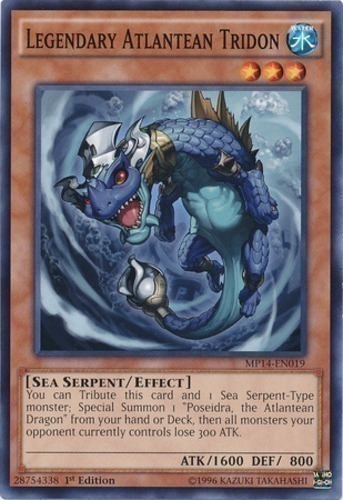 LEGENDARY ATLANTEAN TRIDON
WATER
水
MP14-EN019
[SEA SERPENT/EFFECT]
You can Tribute this card and 1 Sea Serpent-Type
monster; Special Summon 1 "Poseidra, the Atlantean
Dragon" from your hand or Deck, then all monsters your
opponent currently controls lose 300 ATK.
ATK/1600 DEF/ 800
28754338 1st Edition ©1996 KAZUKI TAKAHASHI